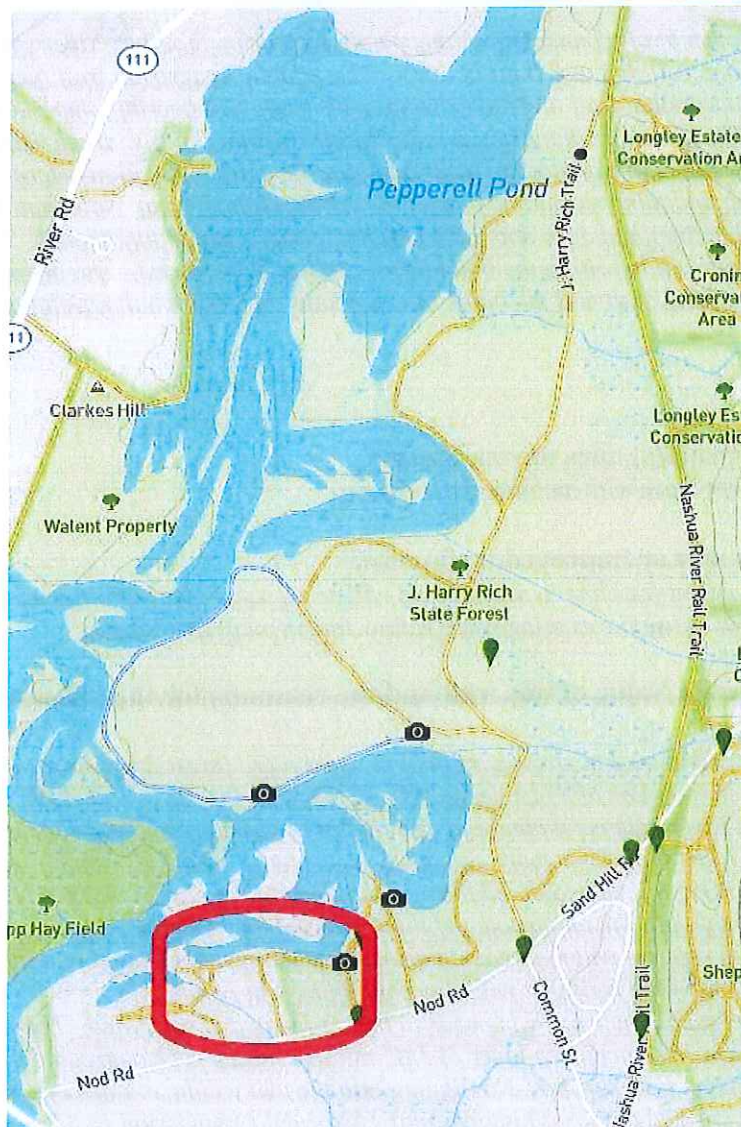 111
River Rd
Pepperell Pond
J. Harry Rich Trail
Longley Estate
Conservation Ar
Cronin
Conserva
Area
11
Clarkes Hill
Longley Es
Conservatio
Walent Property
Nashua River Rail Trail
J. Harry Rich
State Forest
Sand Hill R
pp Hay Field
Shep
Nod Rd
Common St.
Nod Rd
Nashua River Rail Trail